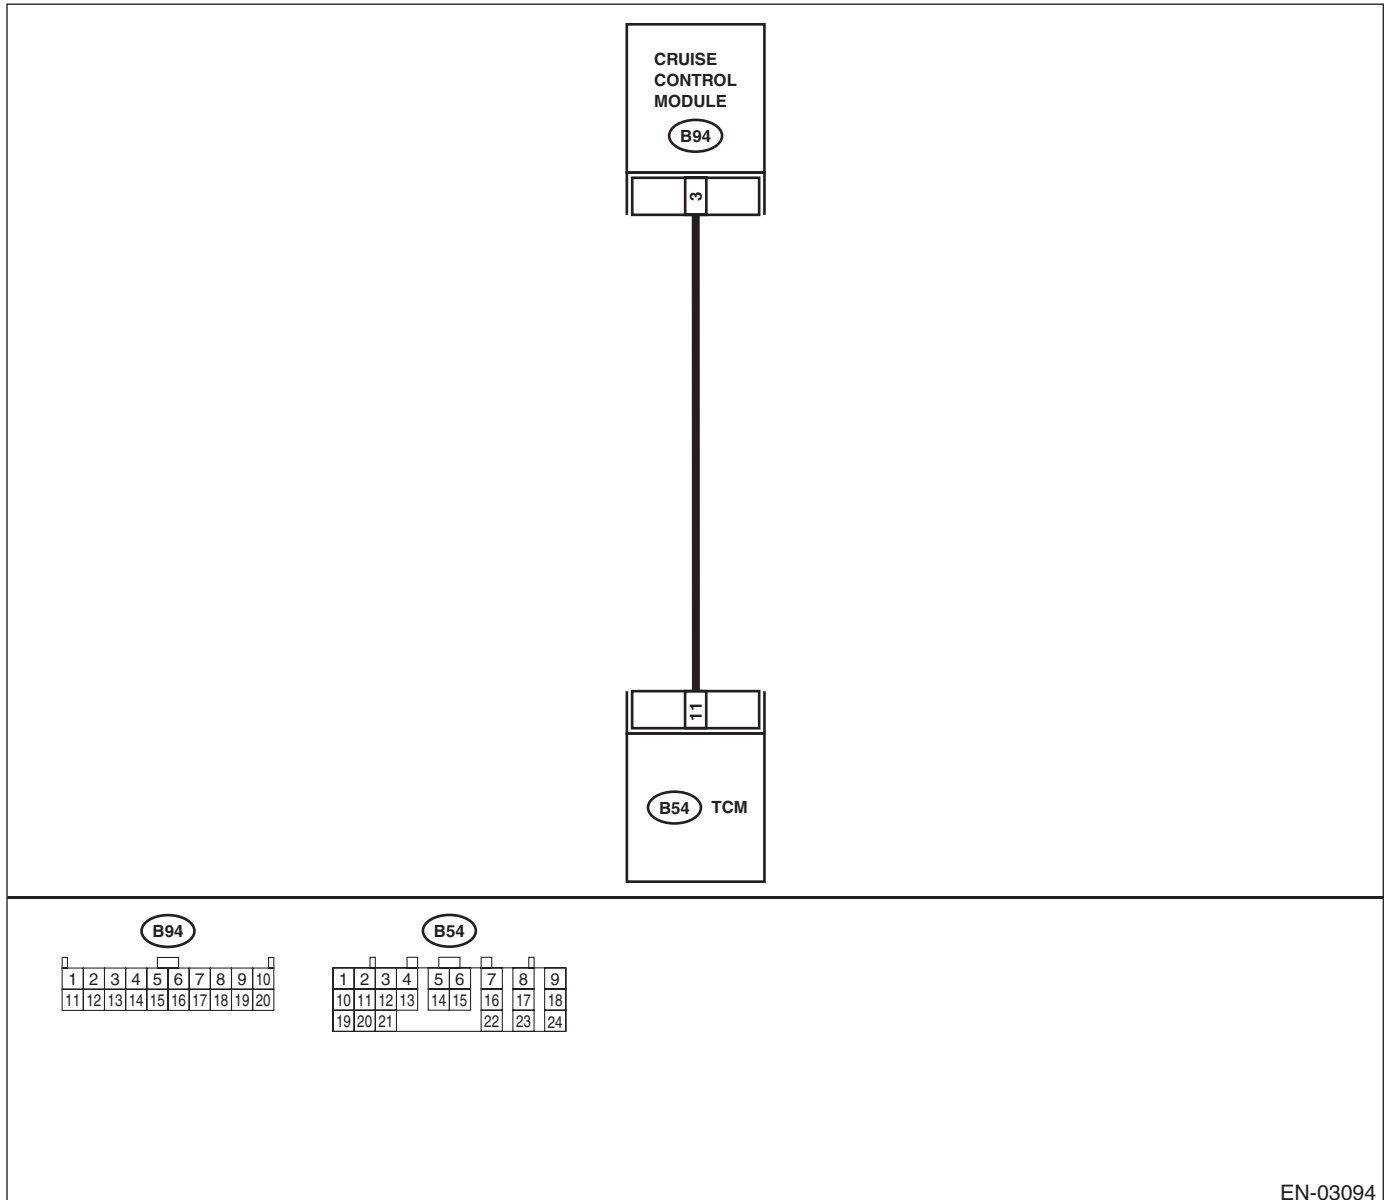 CRUISE
CONTROL
MODULE
B94
3
11
B54 TCM
B94
1 2 3 4 5 6 7 8 9 10
11 12 13 14 15 16 17 18 19 20
B54
1 2 3 4 5 6 7 8 9
10 11 12 13 14 15 16 17 18
19 20 21 22 23 24
EN-03094